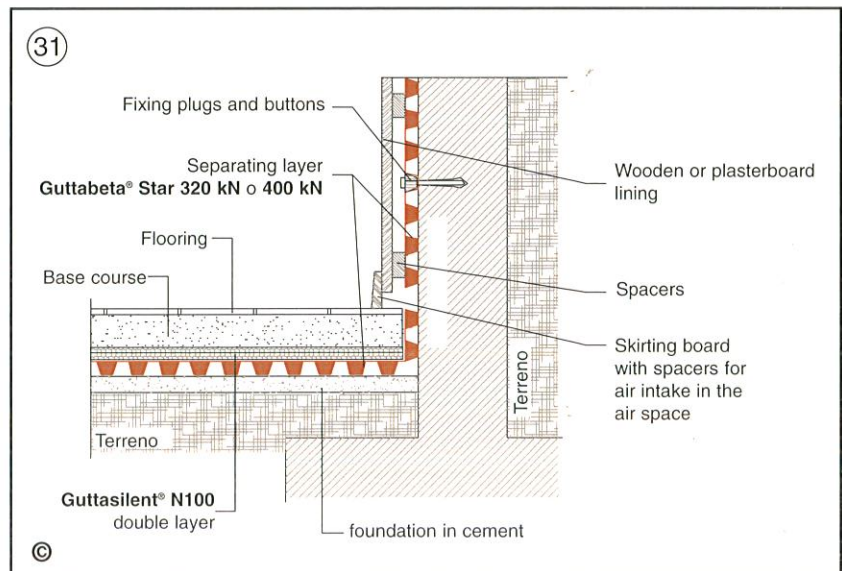 31
Fixing plugs and buttons
Separating layer
Guttabeta® Star 320 kN o 400 kN
Flooring
Base course
Wooden or plasterboard
lining
Spacers
Skirting board
with spacers for
air intake in the
air space
Terreno
Terreno
Guttasilent® N100
double layer
foundation in cement
©